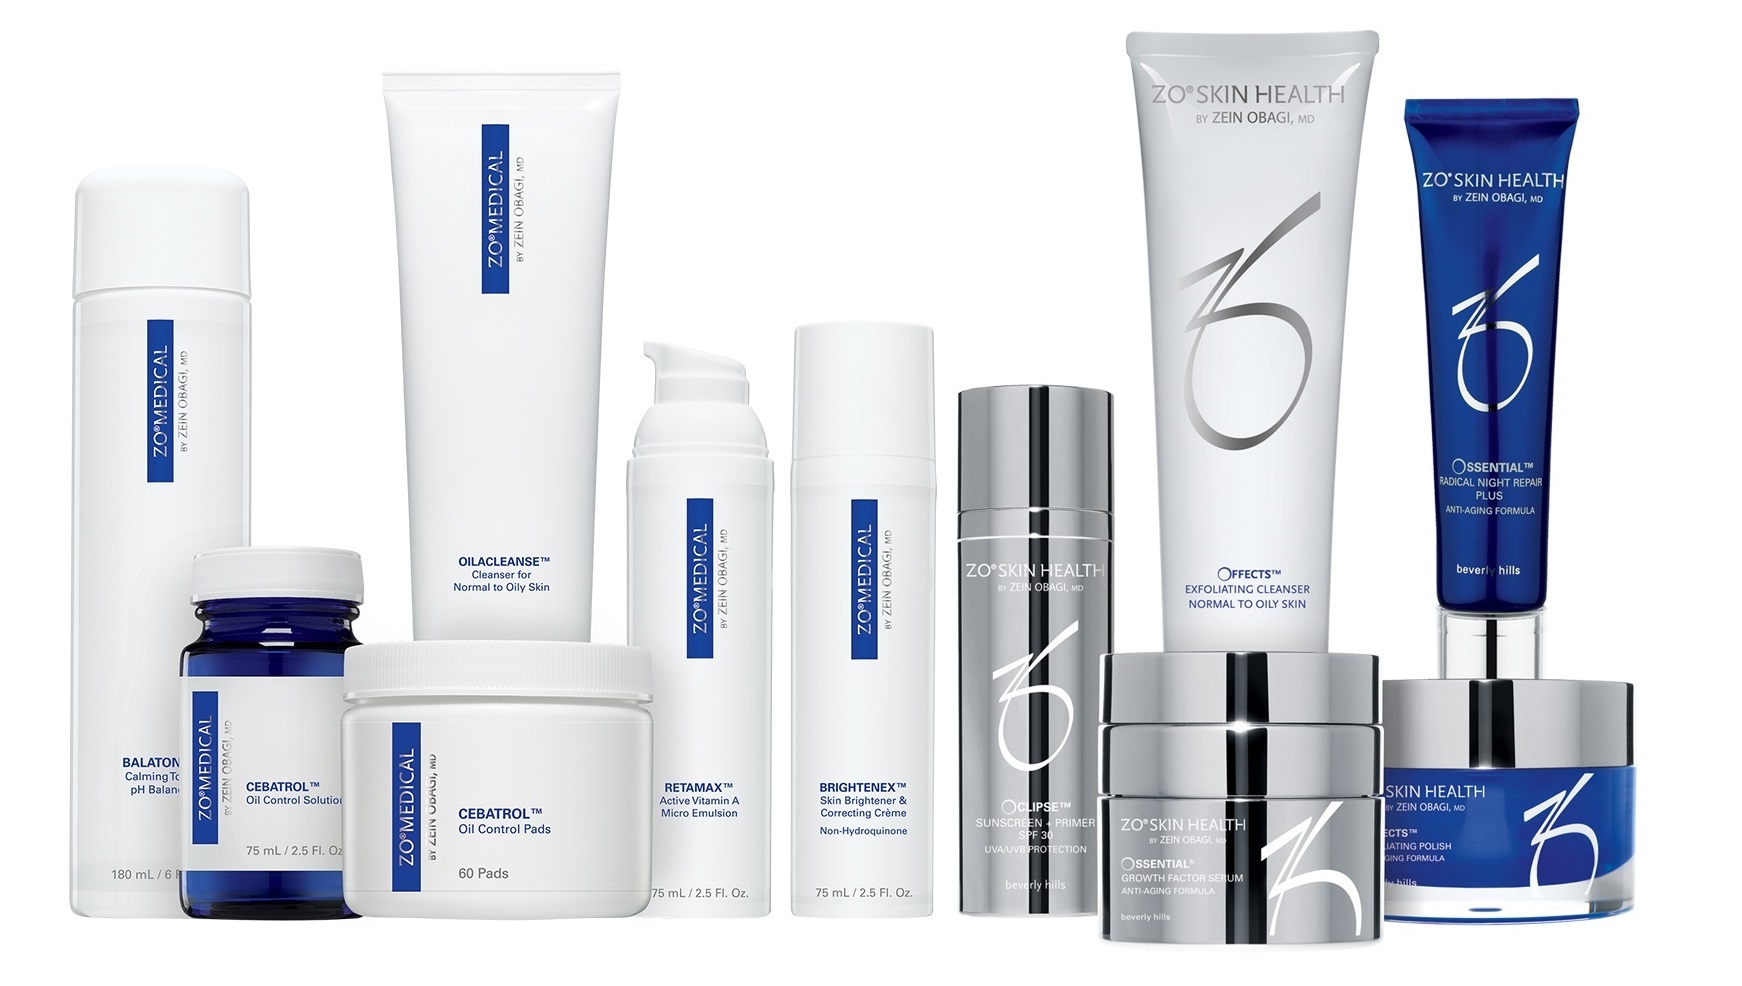 ZO®MEDICAL
BY ZEIN OBAGI, MD
BALATON
Calming
pH
180 mL / 6
ZO®MEDICAL
BY ZEIN OBAGI, MD
CEBATROL™
Oil Control
75 mL / 2.5 Fl.
ZO®MEDICAL
BY ZEIN OBAGI, MD
OILACLEANSE™
Cleanser for
Normal to Oily Skin
ZO®MEDICAL
BY ZEIN OBAGI, MD
CEBATROL™
Oil Control Pads
60 Pads
ZO®MEDICAL
BY ZEIN OBAGI, MD
RETAMAX™
Active Vitamin A
Micro Emulsion
75 mL / 2.5 Fl. Oz.
ZO®MEDICAL
BY ZEIN OBAGI, MD
BRIGHTENEX™
Skin Brightener &
Correcting Crème
Non-Hydroquinone
75 mL / 2.5 Fl. Oz.
ZO® SKIN HEALTH
BY ZEIN OBAGI, MD
OCLIPSE™
SUNSCREEN + PRIMER
SPF 30
UVA/UVB PROTECTION
beverly hills
ZO® SKIN HEALTH
BY ZEIN OBAGI, MD
OFFECTS™
EXFOLIATING CLEANSER
NORMAL TO OILY SKIN
ZO® SKIN HEALTH
BY ZEIN OBAGI, MD
OSSENTIAL®
GROWTH FACTOR SERUM
ANTI-AGING FORMULA
beverly hills
ZO® SKIN HEALTH
BY ZEIN OBAGI, MD
OSSENTIAL™
RADICAL NIGHT REPAIR
PLUS
ANTI-AGING FORMULA
beverly hills
SKIN HEALTH
BY ZEIN OBAGI, MD
POLISH
FORMULA
hills